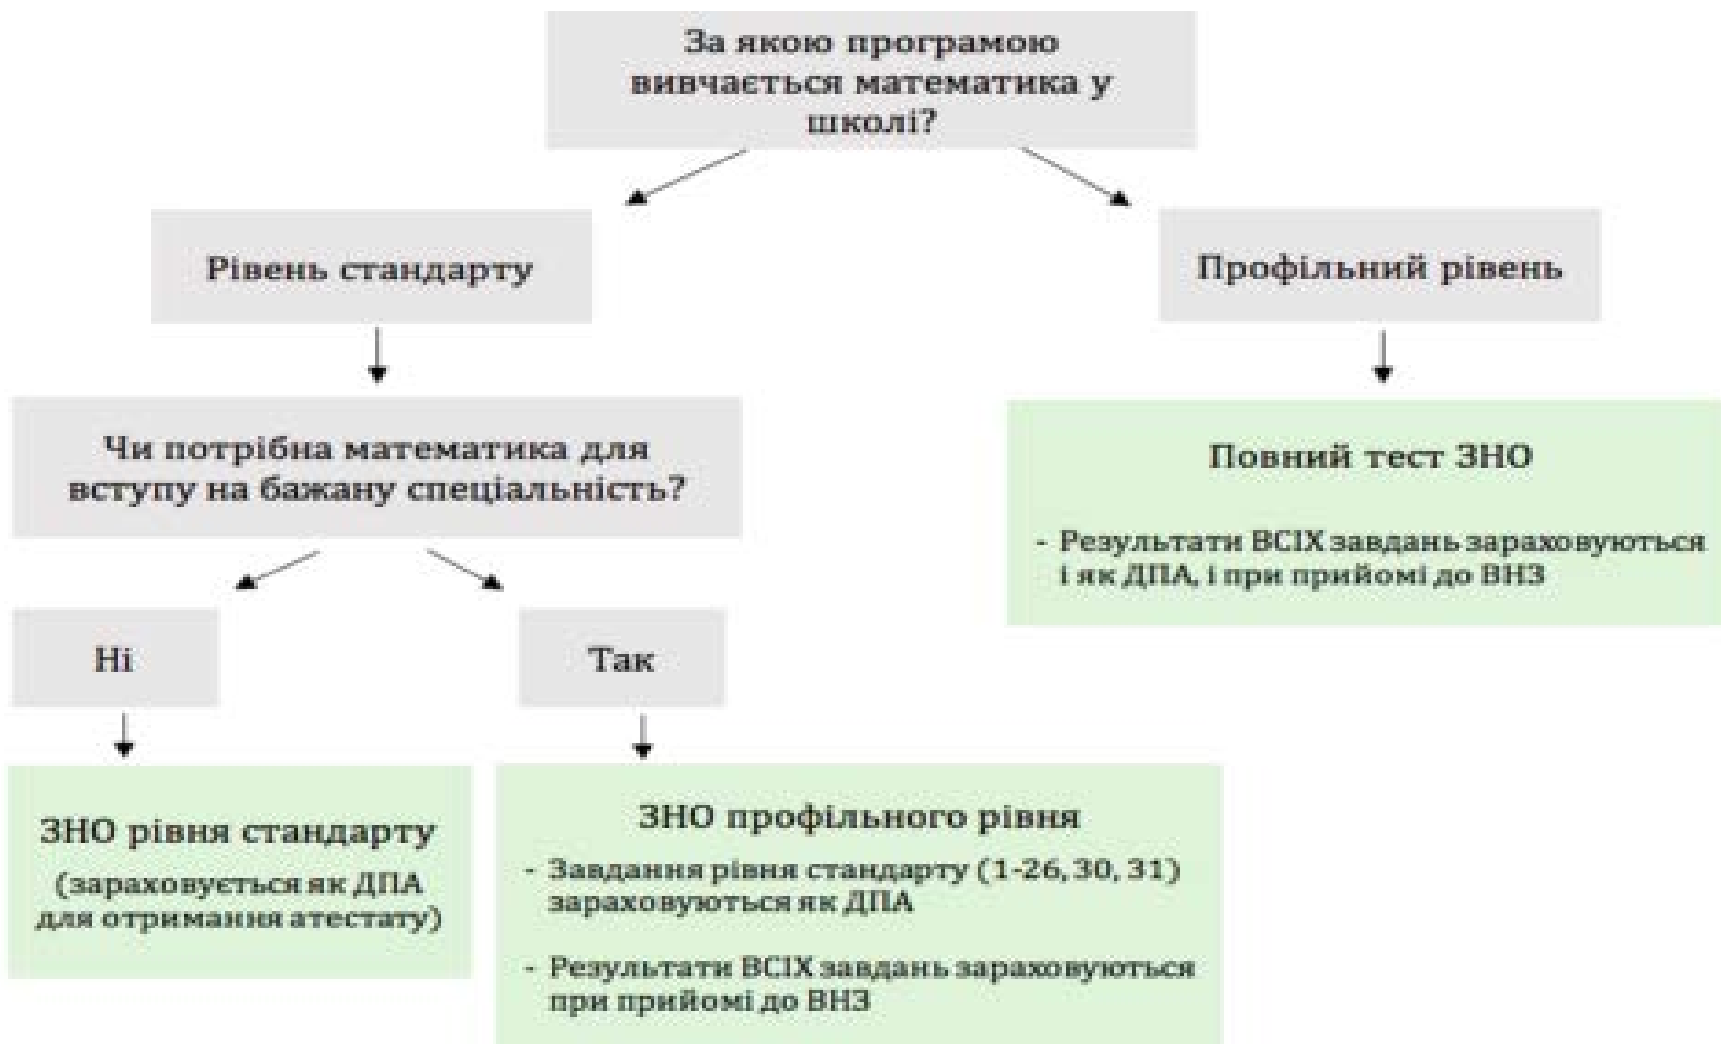 За якою програмою
вивчається математика у
школі?
Рівень стандарту
Профільний рівень
Чи потрібна математика для
вступу на бажану спеціальність?
Повний тест ЗНО
- Результати ВСІХ завдань зараховуються
і як ДПА, і при прийомі до ВНЗ
Ні
Так
ЗНО рівня стандарту
(зараховується як ДПА
для отримання атестату)
ЗНО профільного рівня
- Завдання рівня стандарту (1-26, 30, 31)
зараховуються як ДПА
- Результати ВСІХ завдань зараховуються
при прийомі до ВНЗ